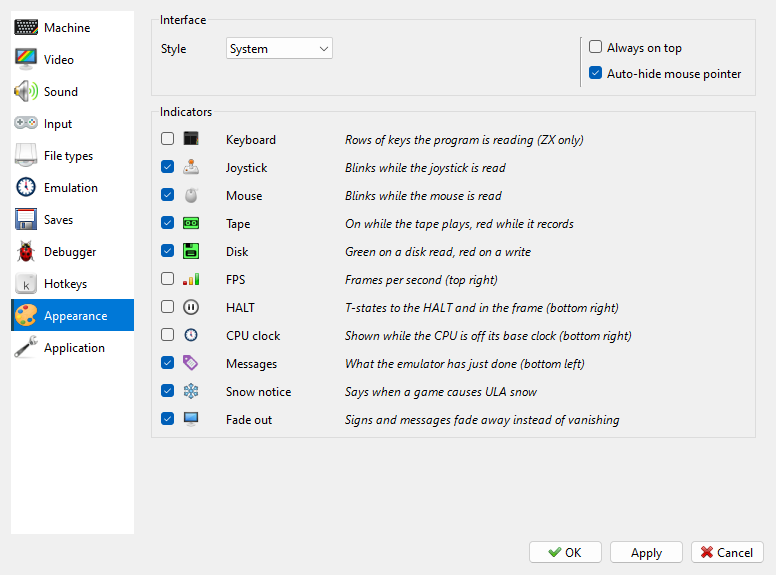 Machine
Video
Sound
Input
File types
Emulation
Saves
Debugger
k
Hotkeys
Appearance
Application
Interface
Style
System
Always on top
Auto-hide mouse pointer
Indicators
Keyboard Rows of keys the program is reading (ZX only)
Joystick Blinks while the joystick is read
Mouse Blinks while the mouse is read
Tape On while the tape plays, red while it records
Disk Green on a disk read, red on a write
FPS Frames per second (top right)
HALT T-states to the HALT and in the frame (bottom right)
CPU clock Shown while the CPU is off its base clock (bottom right)
Messages What the emulator has just done (bottom left)
Snow notice Says when a game causes ULA snow
Fade out Signs and messages fade away instead of vanishing
OK Apply Cancel